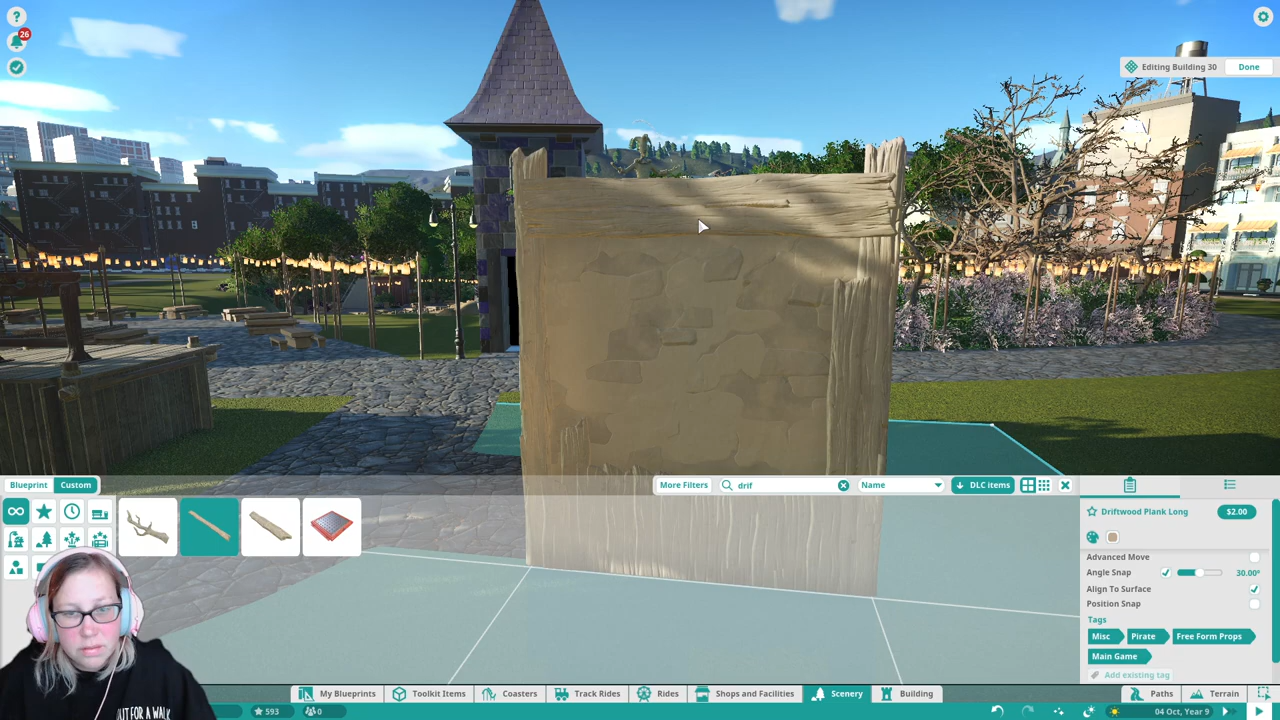 ?
26
Editing Building 30 Done
Blueprint Custom
More Filters drif Name DLC items
Driftwood Plank Long $2.00
Advanced Move
Angle Snap 30.00°
Align To Surface
Position Snap
Tags
Misc Pirate Free Form Props
Main Game
Add existing tag
My Blueprints Toolkit Items Coasters Track Rides Rides Shops and Facilities Scenery Building Paths Terrain
593 0 04 Oct, Year 9
UT FOR A WALK